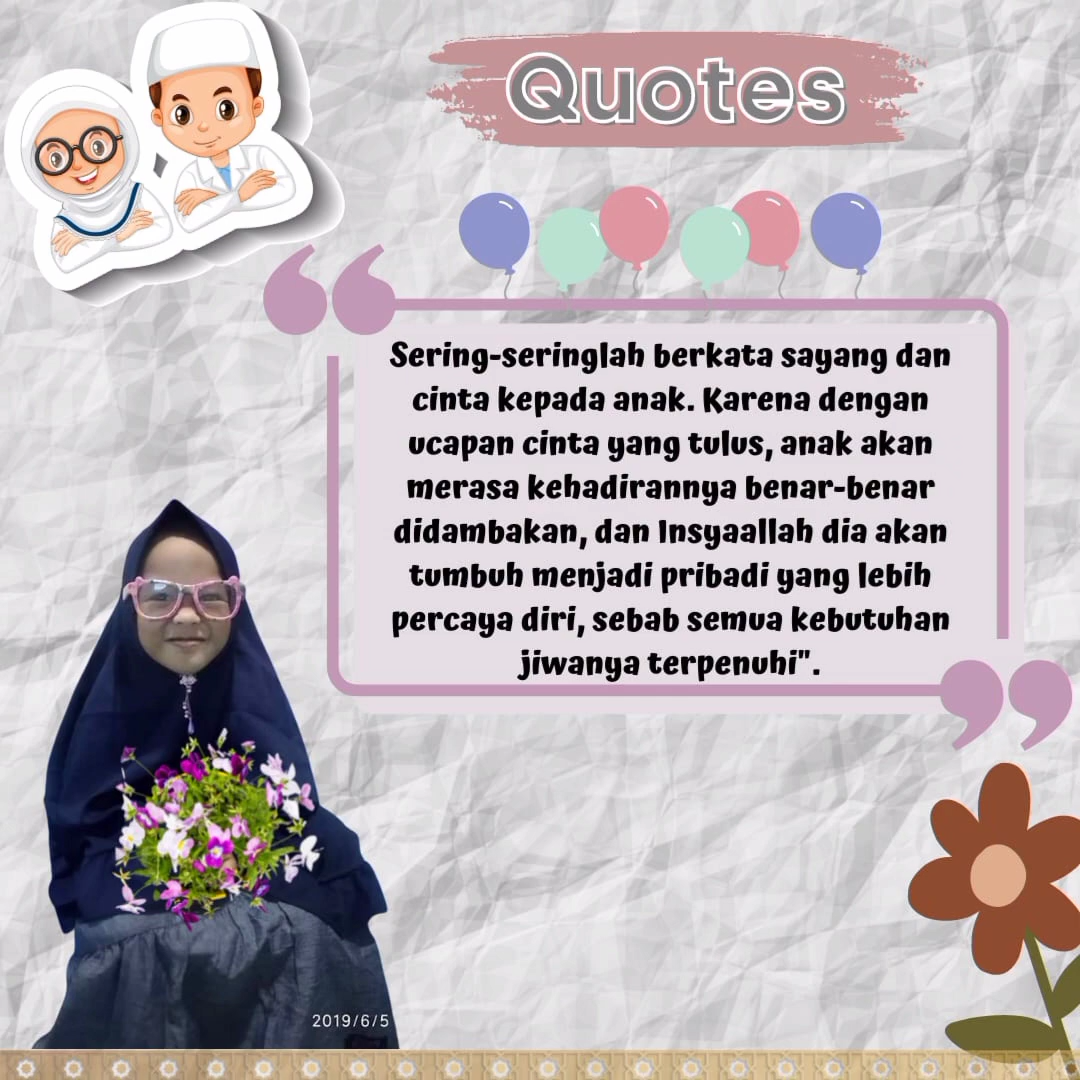 Quotes
Sering-seringlah berkata sayang dan
cinta kepada anak. Karena dengan
ucapan cinta yang tulus, anak akan
merasa kehadirannya benar-benar
didambakan, dan Insyaallah dia akan
tumbuh menjadi pribadi yang lebih
percaya diri, sebab semua kebutuhan
jiwanya terpenuhi".
2019/6/5